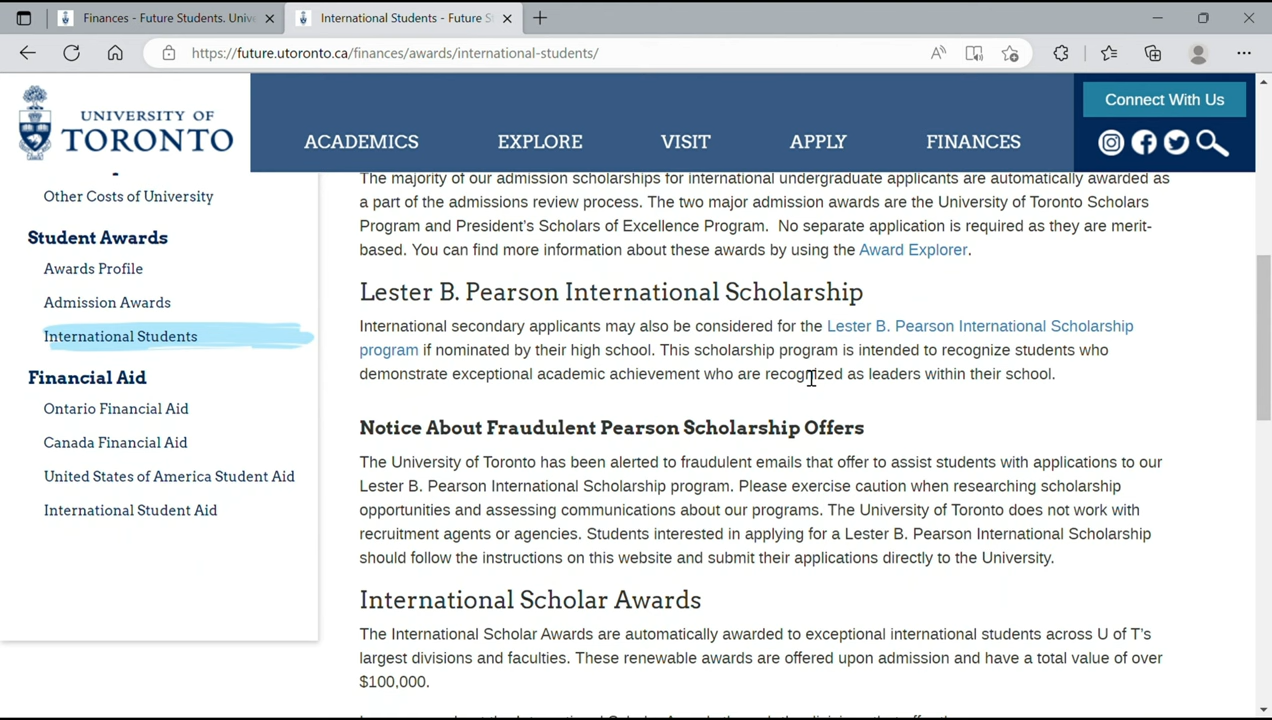 Finances - Future Students. Unive
International Students - Future S
https://future.utoronto.ca/finances/awards/international-students/
UNIVERSITY OF
TORONTO
ACADEMICS
EXPLORE
VISIT
APPLY
FINANCES
Connect With Us
Other Costs of University
Student Awards
Awards Profile
Admission Awards
International Students
Financial Aid
Ontario Financial Aid
Canada Financial Aid
United States of America Student Aid
International Student Aid
The majority of our admission scholarships for international undergraduate applicants are automatically awarded as
a part of the admissions review process. The two major admission awards are the University of Toronto Scholars
Program and President's Scholars of Excellence Program. No separate application is required as they are merit-
based. You can find more information about these awards by using the Award Explorer.
Lester B. Pearson International Scholarship
International secondary applicants may also be considered for the Lester B. Pearson International Scholarship
program if nominated by their high school. This scholarship program is intended to recognize students who
demonstrate exceptional academic achievement who are recognized as leaders within their school.
Notice About Fraudulent Pearson Scholarship Offers
The University of Toronto has been alerted to fraudulent emails that offer to assist students with applications to our
Lester B. Pearson International Scholarship program. Please exercise caution when researching scholarship
opportunities and assessing communications about our programs. The University of Toronto does not work with
recruitment agents or agencies. Students interested in applying for a Lester B. Pearson International Scholarship
should follow the instructions on this website and submit their applications directly to the University.
International Scholar Awards
The International Scholar Awards are automatically awarded to exceptional international students across U of T's
largest divisions and faculties. These renewable awards are offered upon admission and have a total value of over
$100,000.